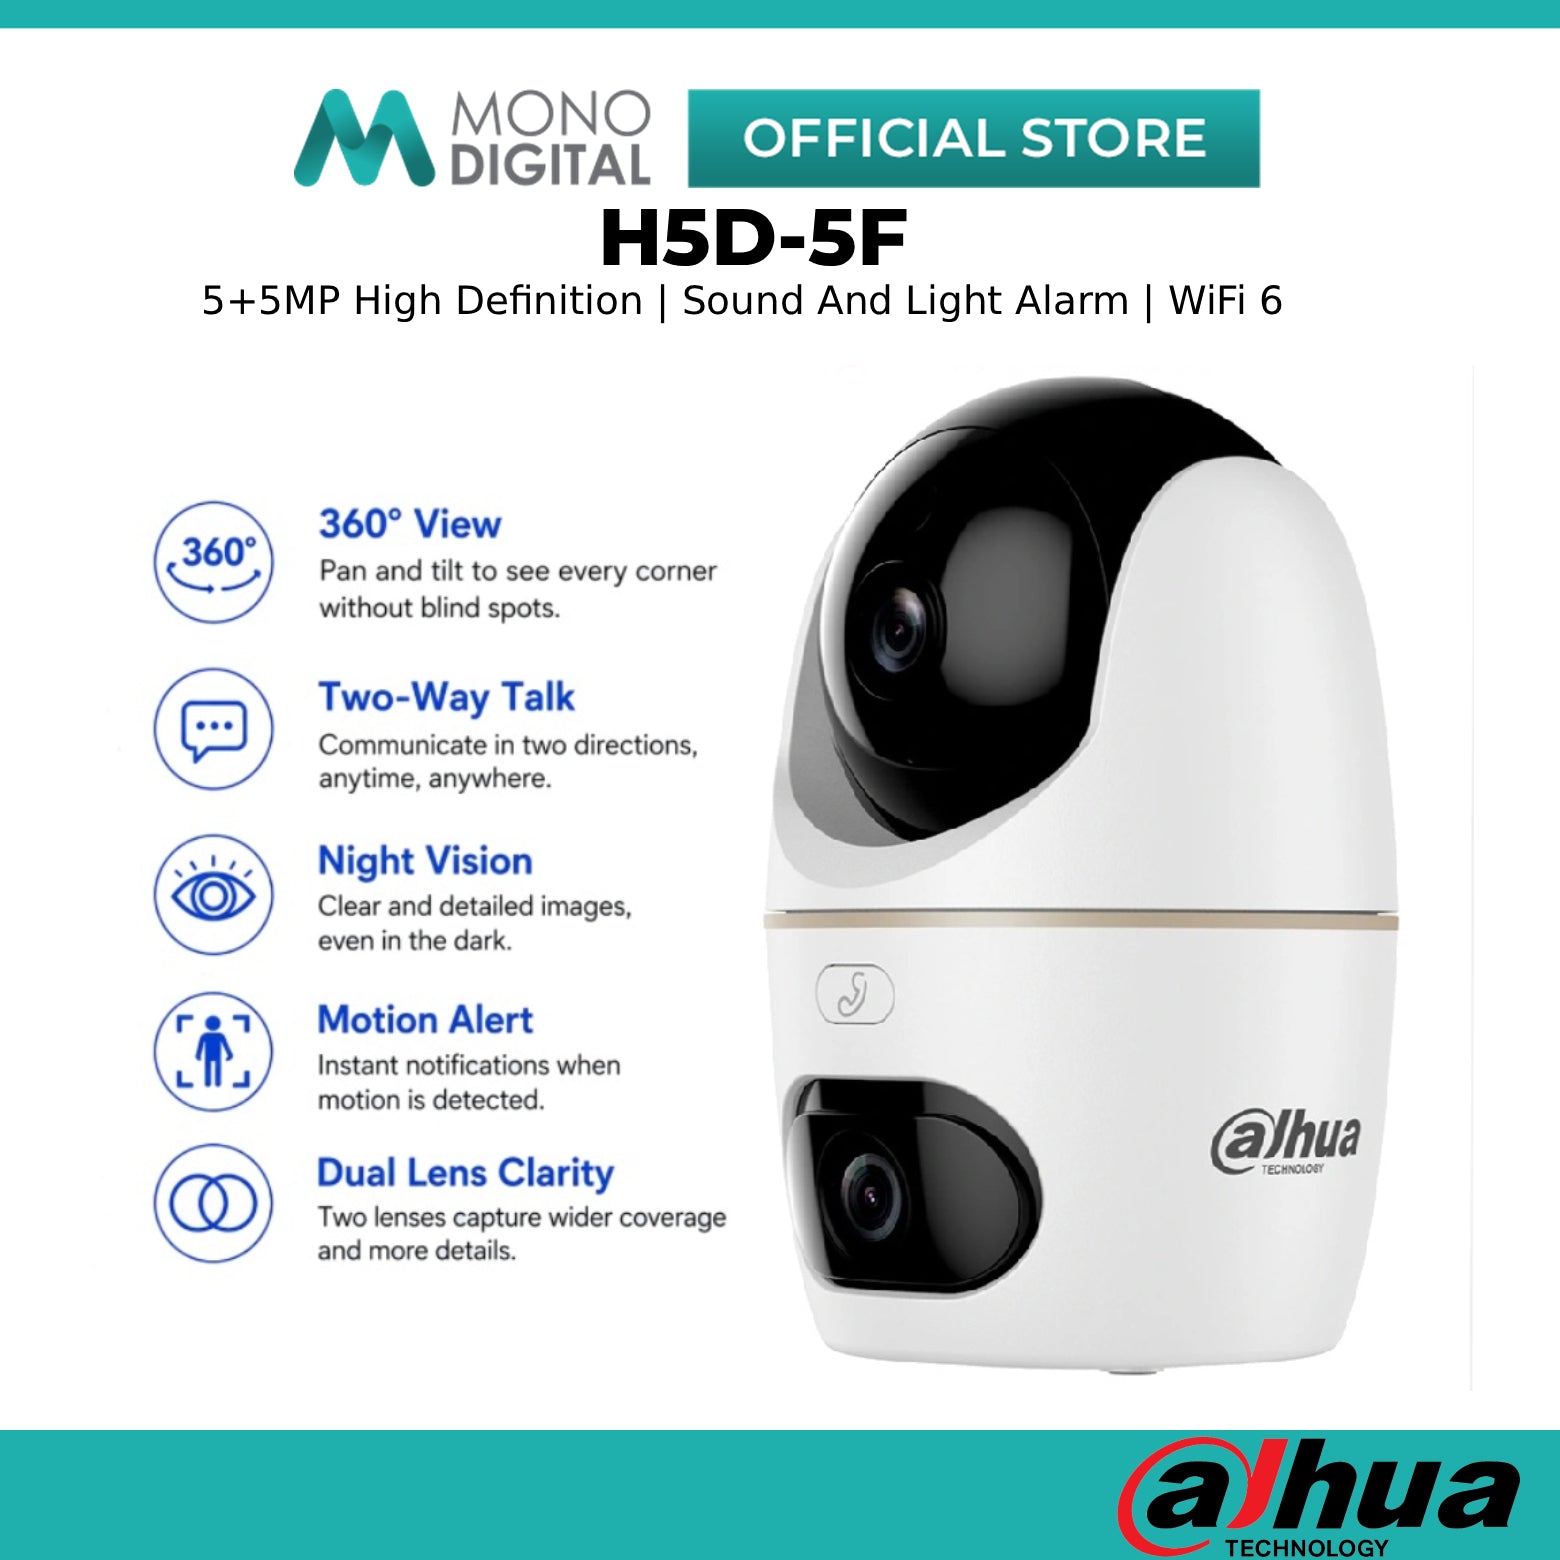 MONO
DIGITAL
OFFICIAL STORE
H5D-5F
5+5MP High Definition | Sound And Light Alarm | WiFi 6
360°
360° View
Pan and tilt to see every corner
without blind spots.
Two-Way Talk
Communicate in two directions,
anytime, anywhere.
Night Vision
Clear and detailed images,
even in the dark.
Motion Alert
Instant notifications when
motion is detected.
Dual Lens Clarity
Two lenses capture wider coverage
and more details.
alhua
TECHNOLOGY
alhua
TECHNOLOGY